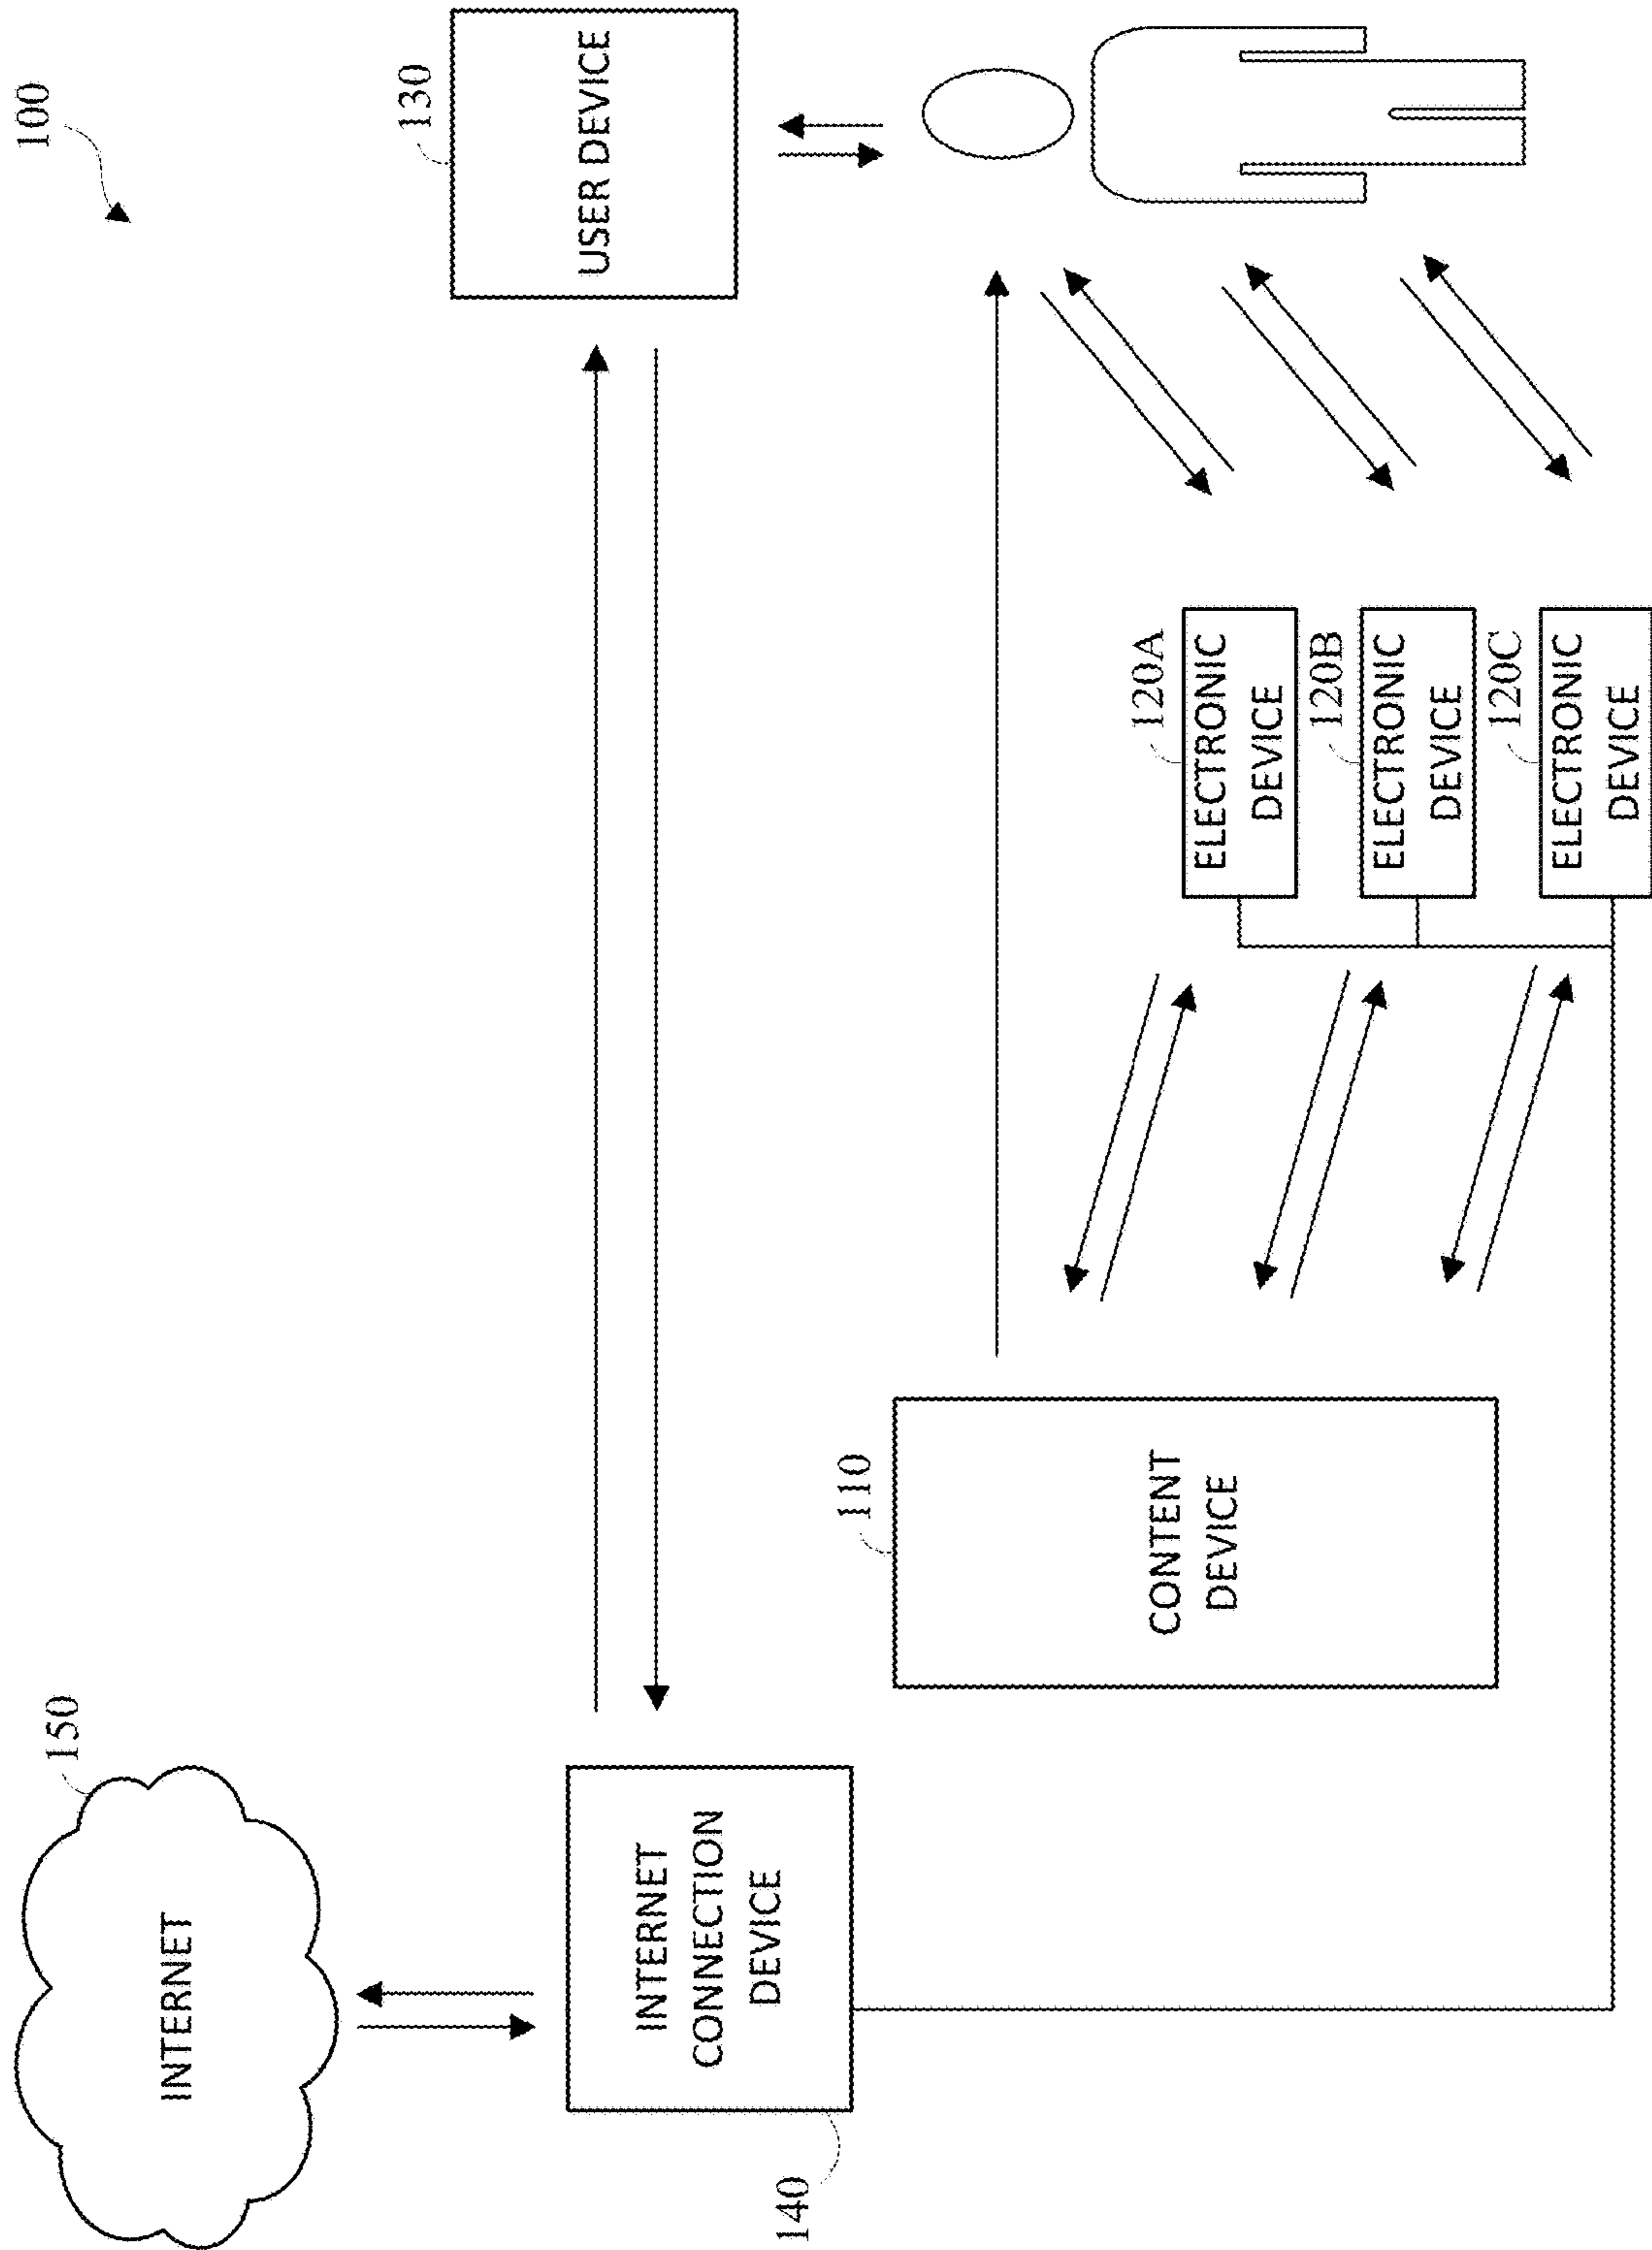 100
150
INTERNET
130
USER DEVICE
INTERNET
CONNECTION
DEVICE
140
110
CONTENT
DEVICE
120A
ELECTRONIC
DEVICE
120B
ELECTRONIC
DEVICE
120C
ELECTRONIC
DEVICE